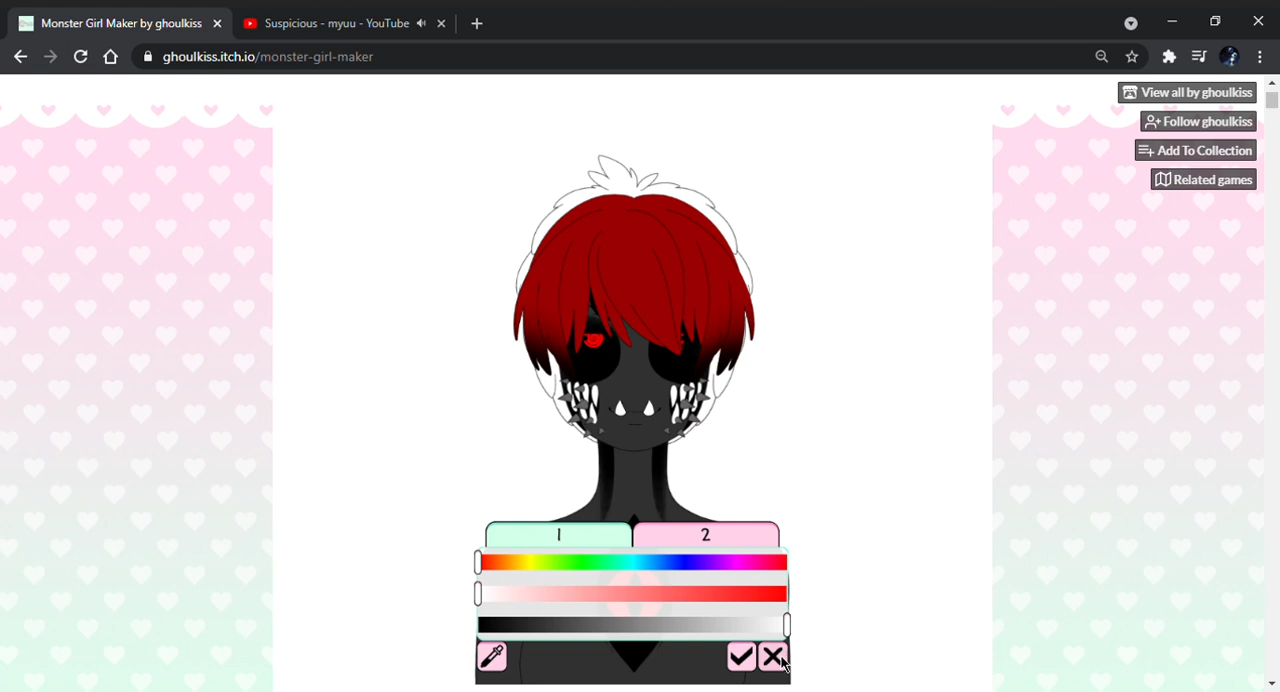 Monster Girl Maker by ghoulkiss
Suspicious - myuu - YouTube
ghoulkiss.itch.io/monster-girl-maker
View all by ghoulkiss
Follow ghoulkiss
Add To Collection
Related games
1 2